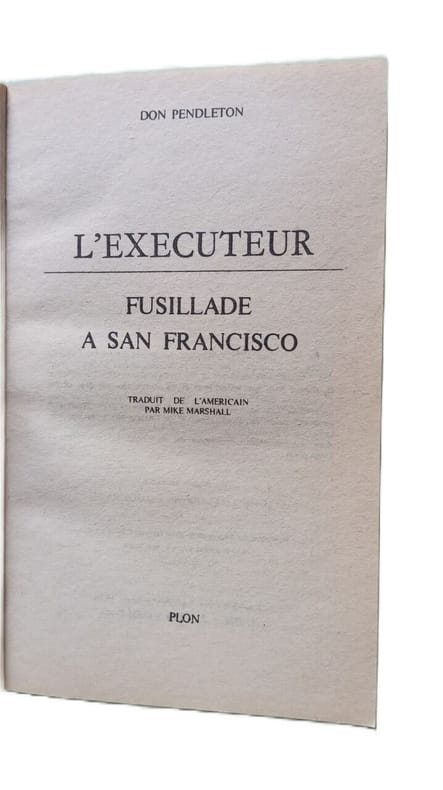 DON PENDLETON
L'EXECUTEUR
FUSILLADE
A SAN FRANCISCO
TRADUIT DE L'AMERICAIN
PAR MIKE MARSHALL
PLON